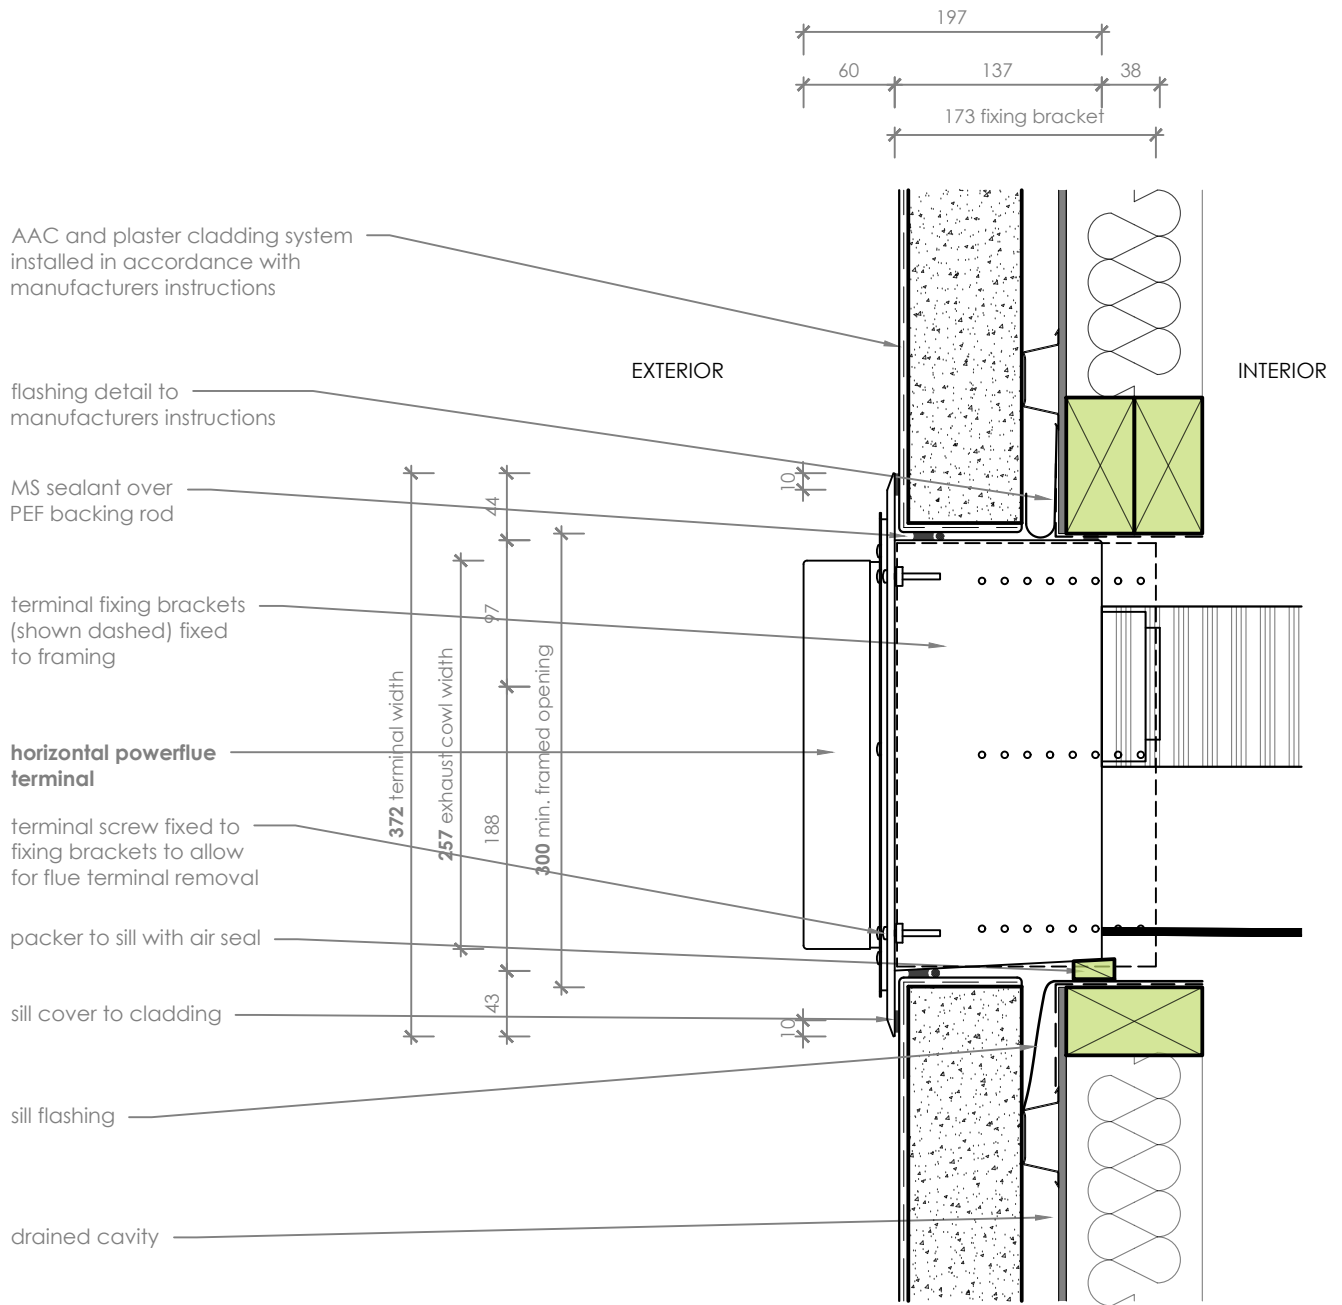 197
60
137
38
173 fixing bracket
AAC and plaster cladding system
installed in accordance with
manufacturers instructions
EXTERIOR
INTERIOR
flashing detail to
manufacturers instructions
MS sealant over
PEF backing rod
10
44
terminal fixing brackets
(shown dashed) fixed
to framing
97
372 terminal width
257 exhaust cowl width
188
300 min. framed opening
horizontal powerflue
terminal
terminal screw fixed to
fixing brackets to allow
for flue terminal removal
packer to sill with air seal
43
10
sill cover to cladding
sill flashing
drained cavity